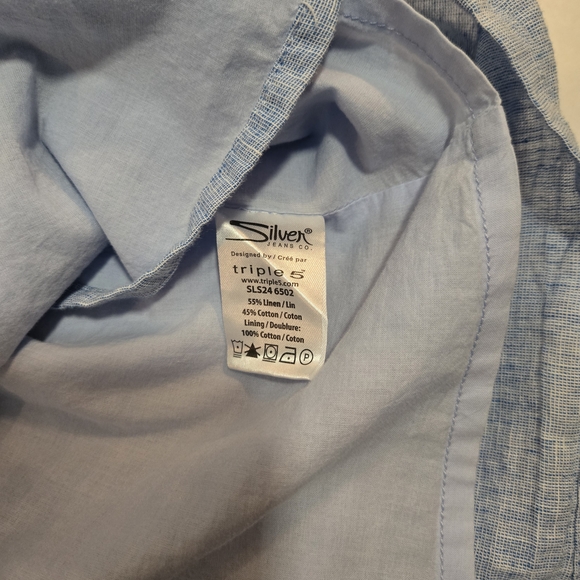 Silver®
JEANS CO.
Designed by / Créé par
triple 5
www.triple5.com
SLS24 6502
55% Linen / Lin
45% Cotton / Coton
Lining / Doublure:
100% Cotton / Coton
P